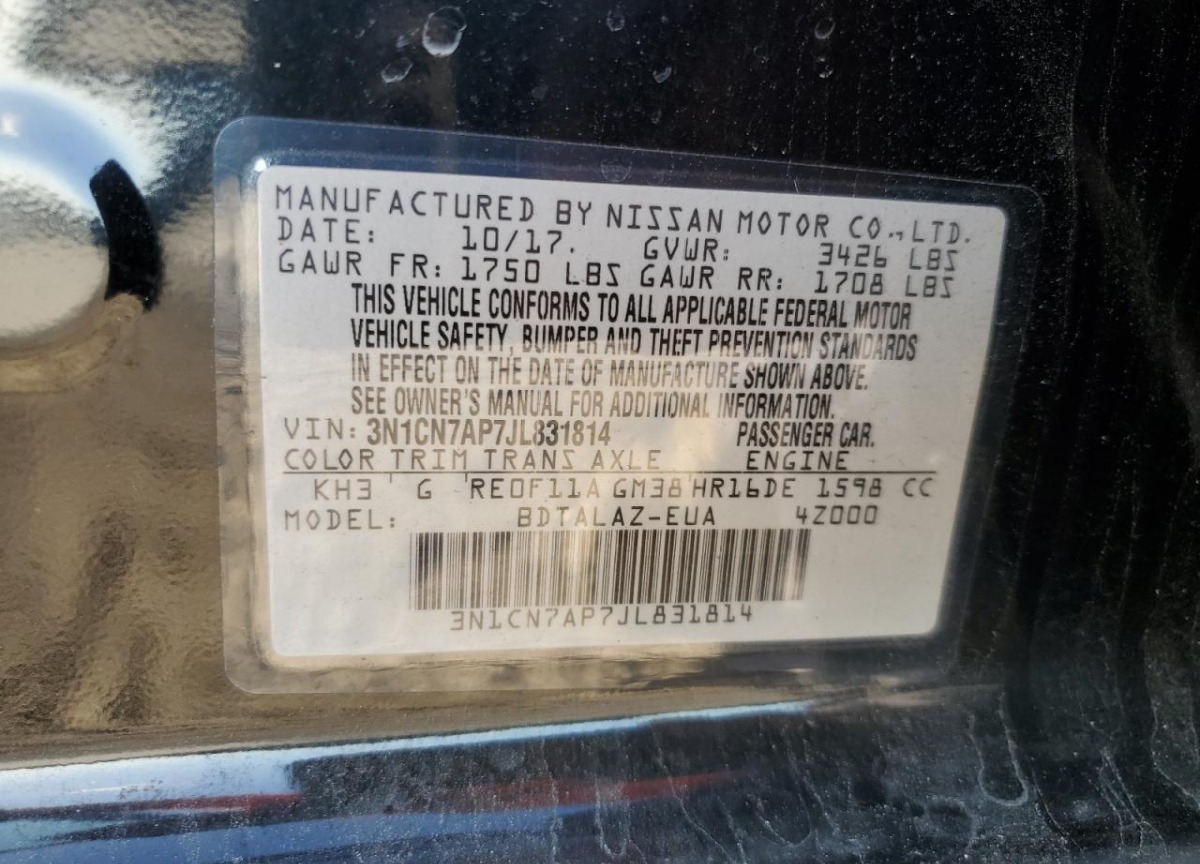 MANUFACTURED BY NISSAN MOTOR CO., LTD.
DATE: 10/17. GVWR: 3426 LBS
GAWR FR: 1750 LBS GAWR RR: 1708 LBS
THIS VEHICLE CONFORMS TO ALL APPLICABLE FEDERAL MOTOR
VEHICLE SAFETY, BUMPER AND THEFT PREVENTION STANDARDS
IN EFFECT ON THE DATE OF MANUFACTURE SHOWN ABOVE.
SEE OWNER'S MANUAL FOR ADDITIONAL INFORMATION.
VIN: 3N1CN7AP7JL831814 PASSENGER CAR.
COLOR TRIM TRANS AXLE ENGINE
KH3 G RE0F11A GM38 HR16DE 1598 CC
MODEL: BDTALAZ-EUA 4Z000
3N1CN7AP7JL831814